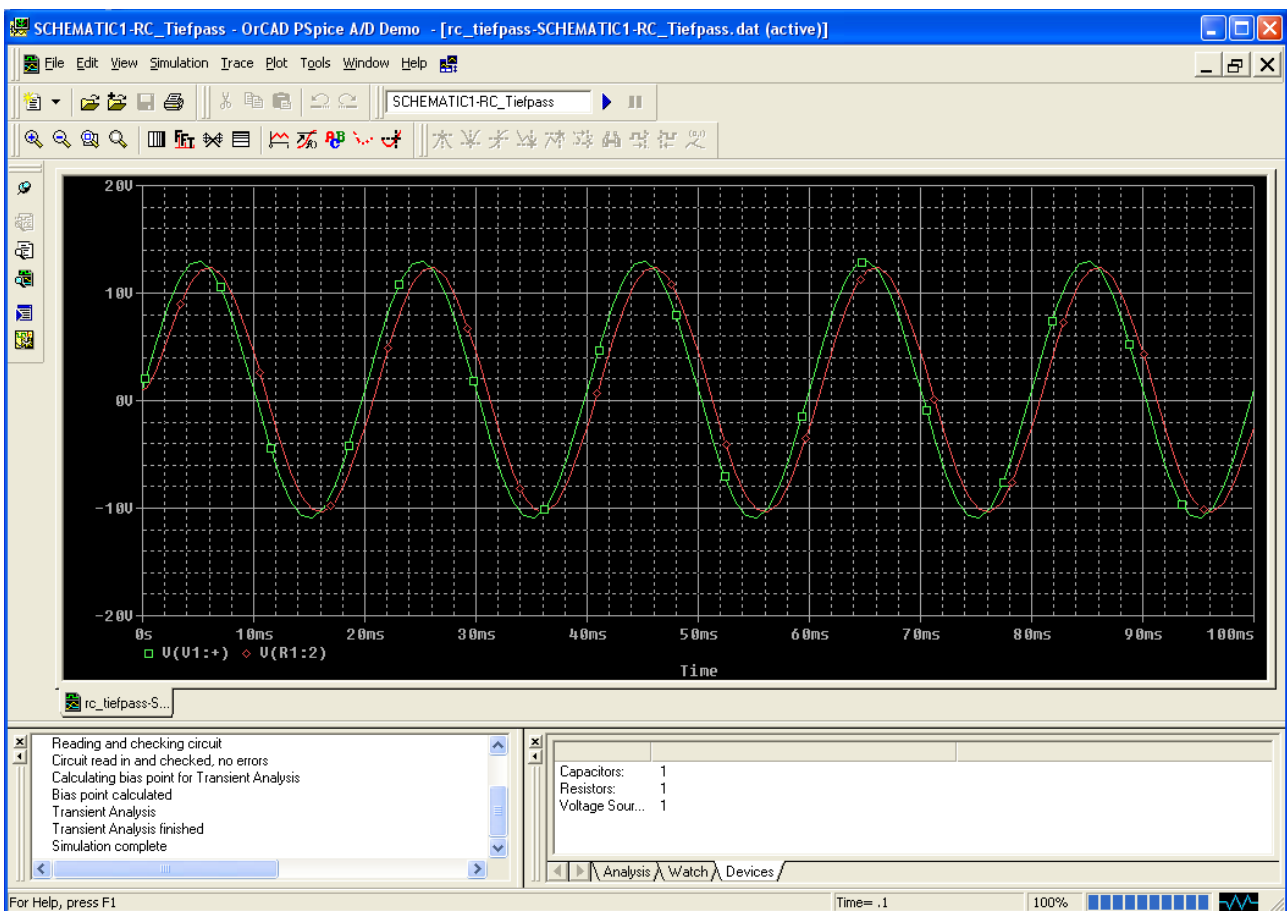 SCHEMATIC1-RC_Tiefpass - OrCAD PSpice A/D Demo - [rc_tiefpass-SCHEMATIC1-RC_Tiefpass.dat (active)]
File Edit View Simulation Trace Plot Tools Window Help
SCHEMATIC1-RC_Tiefpass
20V
10V
0V
-10V
-20V
0s 10ms 20ms 30ms 40ms 50ms 60ms 70ms 80ms 90ms 100ms
V(V1:+) V(R1:2)
Time
rc_tiefpass-S...
Reading and checking circuit
Circuit read in and checked, no errors
Calculating bias point for Transient Analysis
Bias point calculated
Transient Analysis
Transient Analysis finished
Simulation complete
Capacitors: 1
Resistors: 1
Voltage Sour... 1
Analysis Watch Devices
For Help, press F1 Time= .1 100%